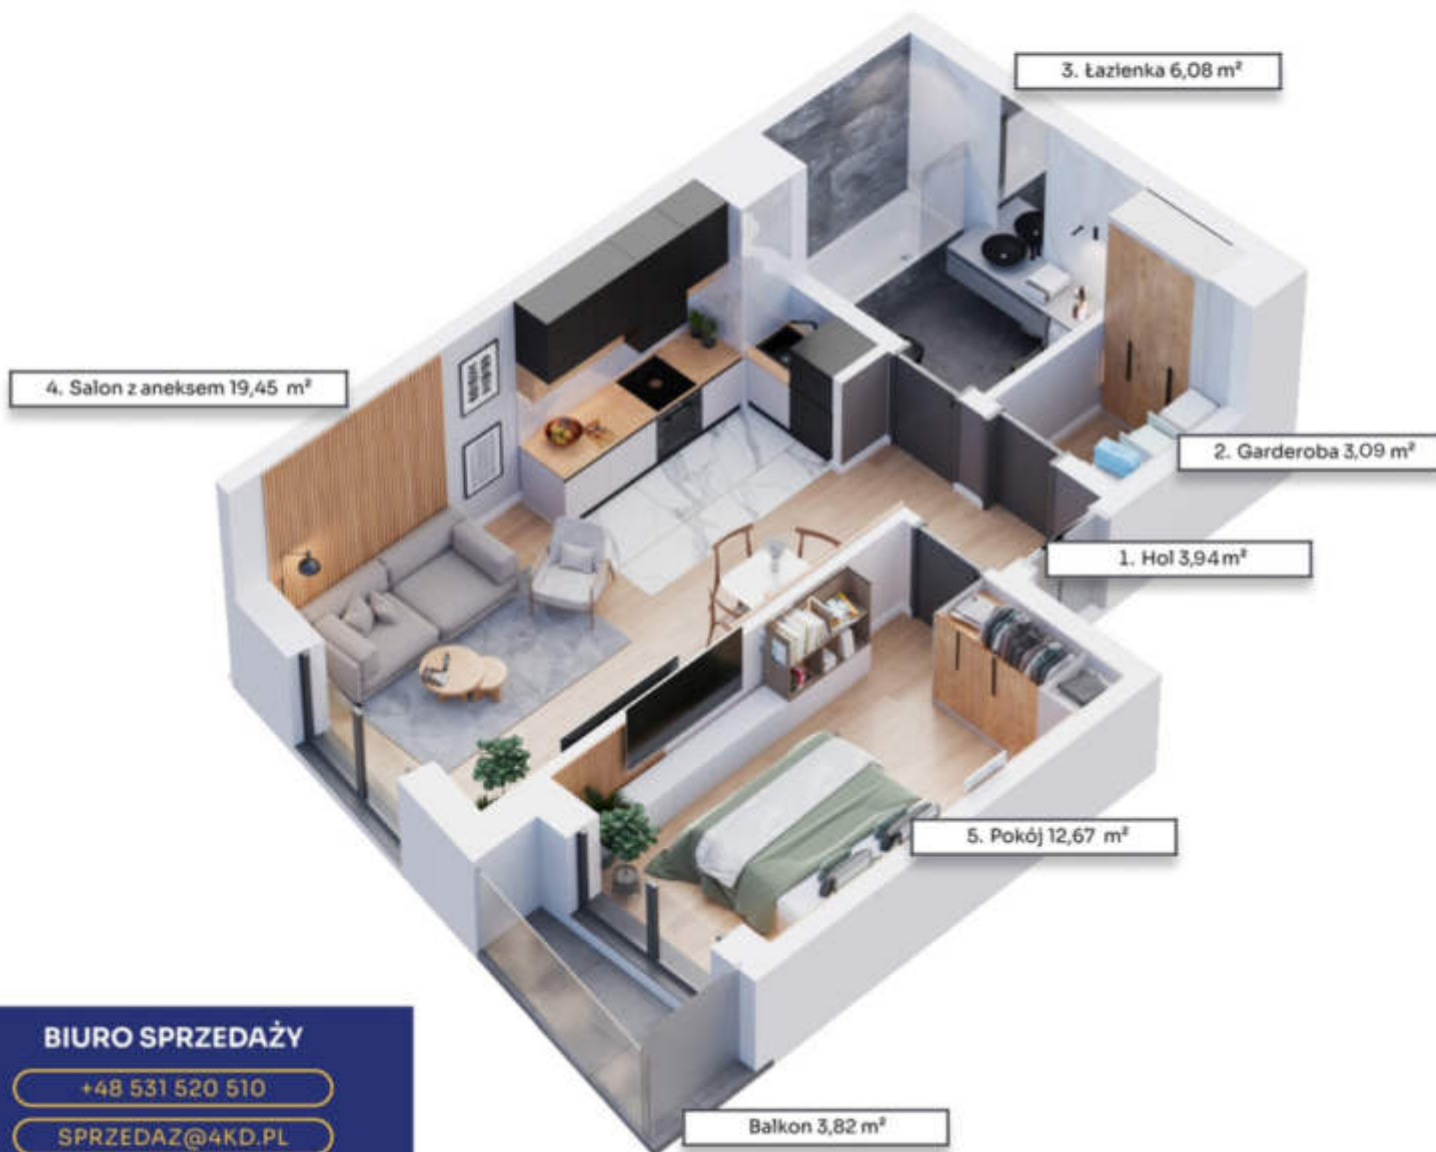 3. Łazienka 6,08 m²
4. Salon z aneksem 19,45 m²
2. Garderoba 3,09 m²
1. Hol 3,94 m²
5. Pokój 12,67 m²
Balkon 3,82 m²
BIURO SPRZEDAŻY
+48 531 520 510
SPRZEDAZ@4KD.PL